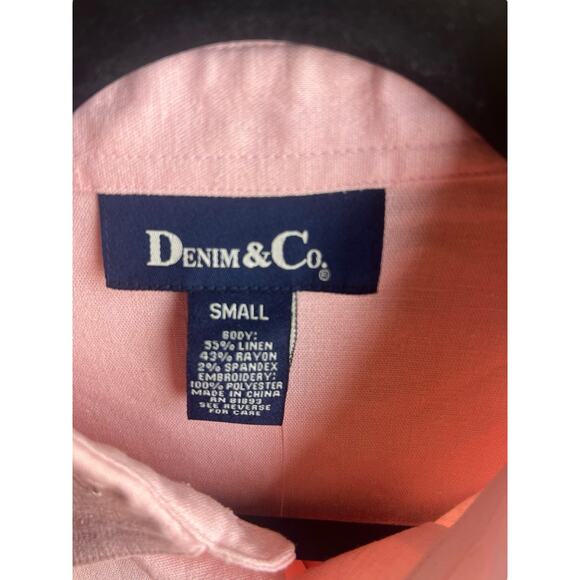 DENIM & CO.®
SMALL
BODY:
55% LINEN
43% RAYON
2% SPANDEX
EMBROIDERY:
100% POLYESTER
MADE IN CHINA
RN 81893
SEE REVERSE
FOR CARE